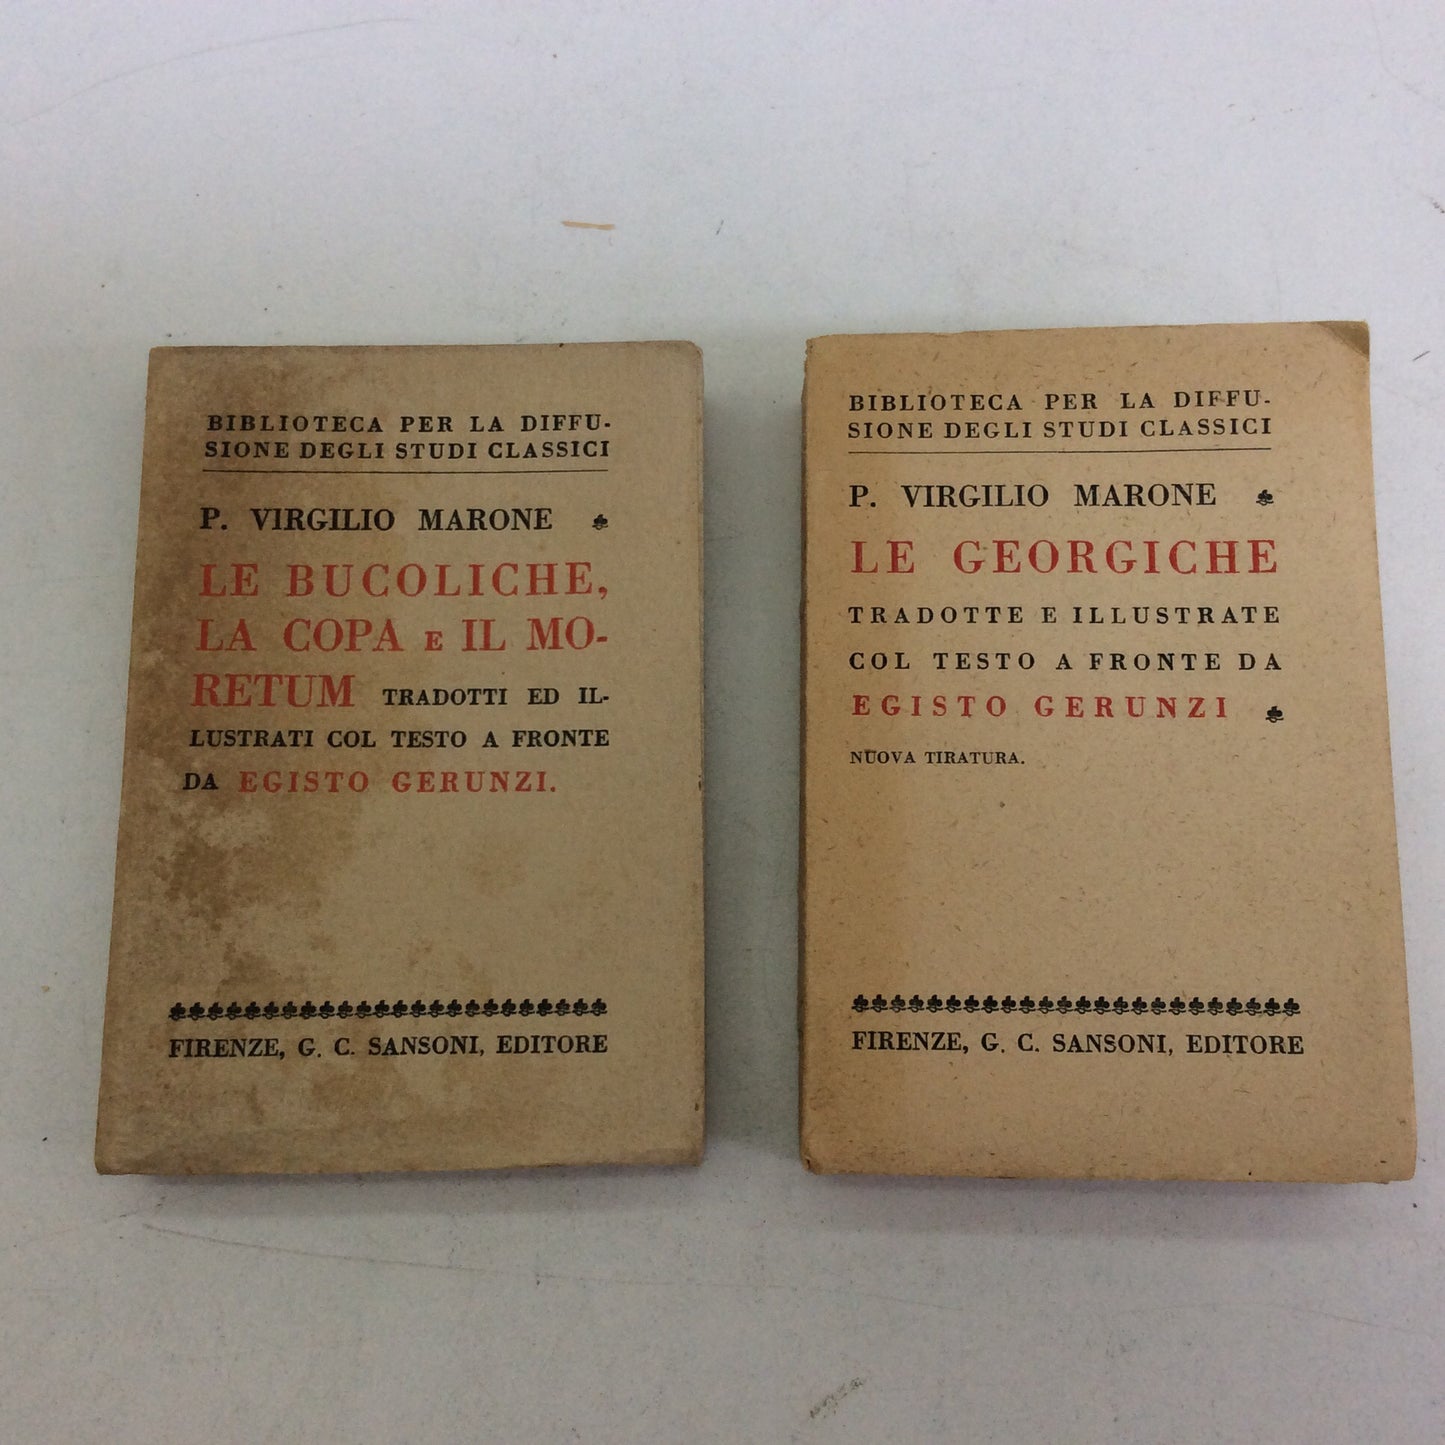 BIBLIOTECA PER LA DIFFU-
SIONE DEGLI STUDI CLASSICI
P. VIRGILIO MARONE
LE BUCOLICHE,
LA COPA E IL MO-
RETUM TRADOTTI ED IL-
LUSTRATI COL TESTO A FRONTE
DA EGISTO GERUNZI.
FIRENZE, G. C. SANSONI, EDITORE
BIBLIOTECA PER LA DIFFU-
SIONE DEGLI STUDI CLASSICI
P. VIRGILIO MARONE
LE GEORGICHE
TRADOTTE E ILLUSTRATE
COL TESTO A FRONTE DA
EGISTO GERUNZI
NUOVA TIRATURA.
FIRENZE, G. C. SANSONI, EDITORE